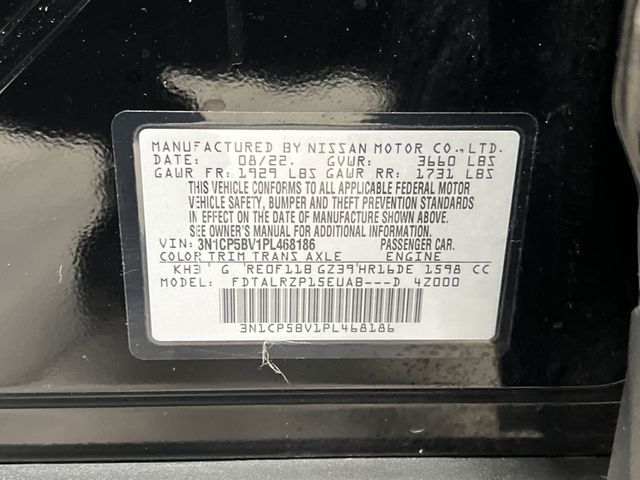 MANUFACTURED BY NISSAN MOTOR CO.,LTD.
DATE: 08/22. GVWR: 3660 LBS
GAWR FR: 1929 LBS GAWR RR: 1731 LBS
THIS VEHICLE CONFORMS TO ALL APPLICABLE FEDERAL MOTOR
VEHICLE SAFETY, BUMPER AND THEFT PREVENTION STANDARDS
IN EFFECT ON THE DATE OF MANUFACTURE SHOWN ABOVE.
SEE OWNER'S MANUAL FOR ADDITIONAL INFORMATION.
VIN: 3N1CP5BV1PL468186 PASSENGER CAR.
COLOR TRIM TRANS AXLE ENGINE
KH3' G 'RE0F11B GZ39'HR16DE 1598 CC
MODEL: FDTALRZP15EUAB---D 4Z000
3N1CP5BV1PL468186